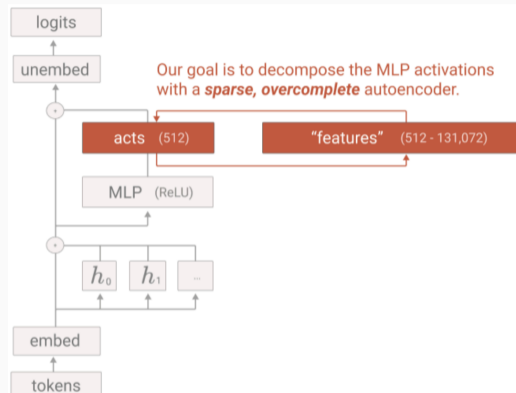 logits
unembed
Our goal is to decompose the MLP activations
with a sparse, overcomplete autoencoder.
acts (512)
“features” (512 - 131,072)
MLP (ReLU)
h₀ h₁ ...
embed
tokens